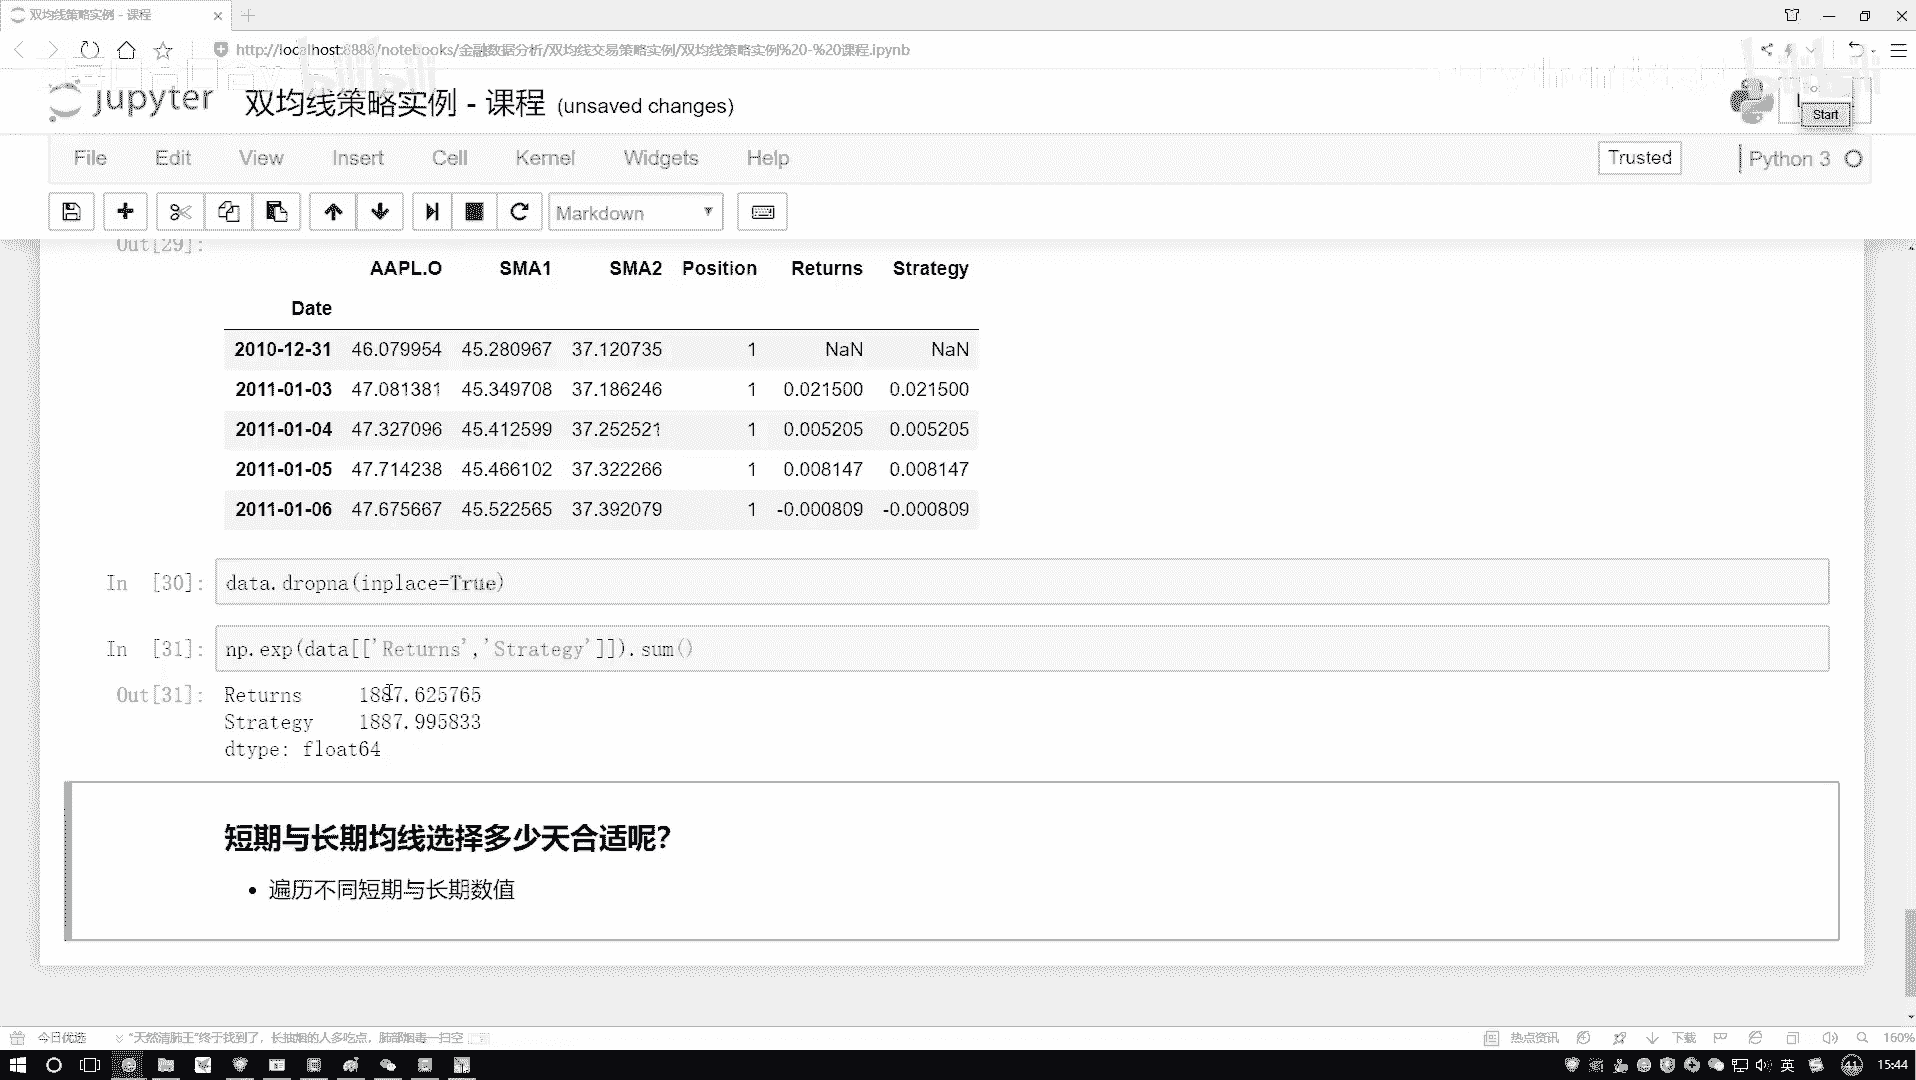 双均线策略实例 - 课程
http://localhost:8888/notebooks/金融数据分析/双均线交易策略实例/双均线策略实例%20-%20课程.ipynb
bilibili
jupyter 双均线策略实例 - 课程 (unsaved changes)
Start
File Edit View Insert Cell Kernel Widgets Help
Trusted
Python 3
Markdown
Out[29]:
AAPL.O SMA1 SMA2 Position Returns Strategy
Date
2010-12-31 46.079954 45.280967 37.120735 1 NaN NaN
2011-01-03 47.081381 45.349708 37.186246 1 0.021500 0.021500
2011-01-04 47.327096 45.412599 37.252521 1 0.005205 0.005205
2011-01-05 47.714238 45.466102 37.322266 1 0.008147 0.008147
2011-01-06 47.675667 45.522565 37.392079 1 -0.000809 -0.000809
In [30]: data.dropna(inplace=True)
In [31]: np.exp(data[['Returns','Strategy']]).sum()
Out[31]: Returns 1887.625765
Strategy 1887.995833
dtype: float64
短期与长期均线选择多少天合适呢?
• 遍历不同短期与长期数值
今日优选 “天然清肺王”终于找到了，长抽烟的人多吃点，肺部烟毒一扫空
热点资讯 下载 160%
英 41 15:44